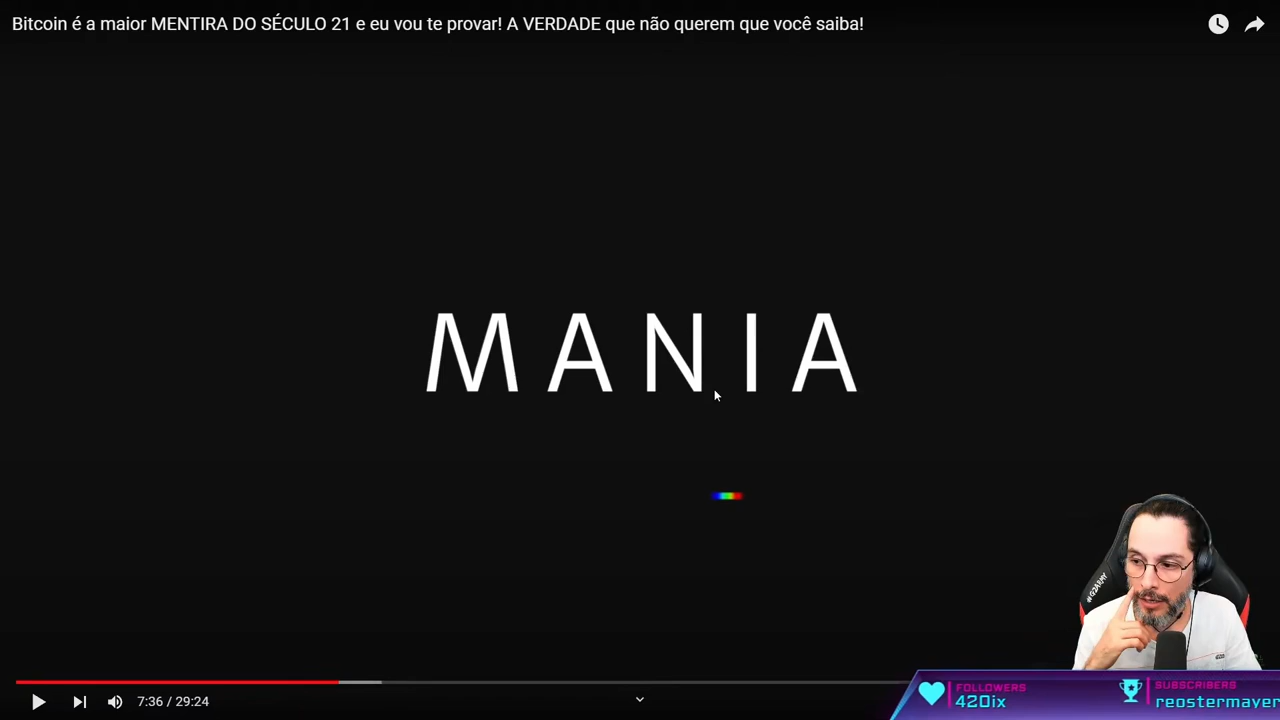 Bitcoin é a maior MENTIRA DO SÉCULO 21 e eu vou te provar! A VERDADE que não querem que você saiba!
MANIA
7:36 / 29:24
FOLLOWERS
420ix
SUBSCRIBERS
reostermayer